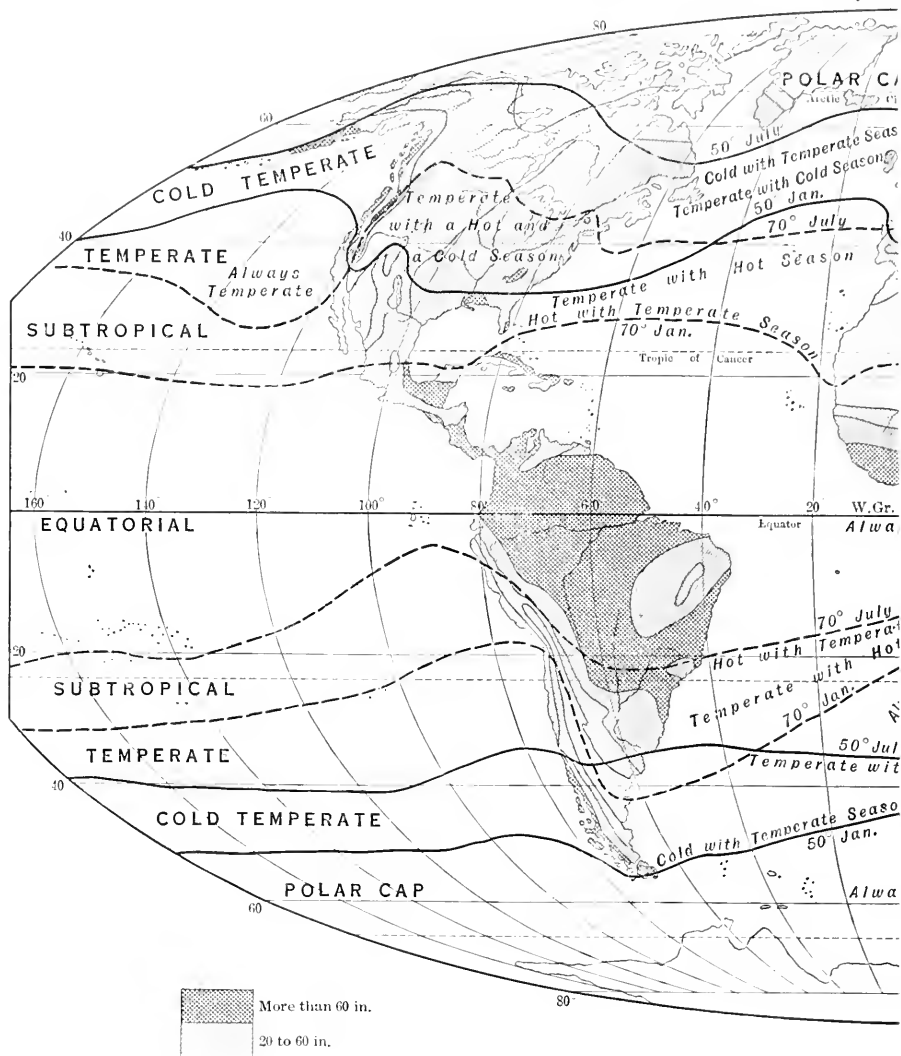 80
POLAR CA
Arctic
60
50° July
COLD TEMPERATE
Cold with Temperate Seas
Temperate with Cold Season
50° Jan.
Temperate
with a Hot and
a Cold Season
70° July
40
TEMPERATE
Always
Temperate
Temperate with Hot Season
Hot with Temperate Season
70° Jan.
SUBTROPICAL
Tropic of Cancer
20
160° 140° 120° 100° 80° 60° 40° 20 W.Gr.
EQUATORIAL
Equator
Alwa
70° July
Hot with Tempera
20
SUBTROPICAL
Temperate with Hot
70° Jan.
TEMPERATE
50° Jul
Temperate wit
40
COLD TEMPERATE
Cold with Temperate Seaso
50° Jan.
POLAR CAP
Alwa
60
80
More than 60 in.
20 to 60 in.